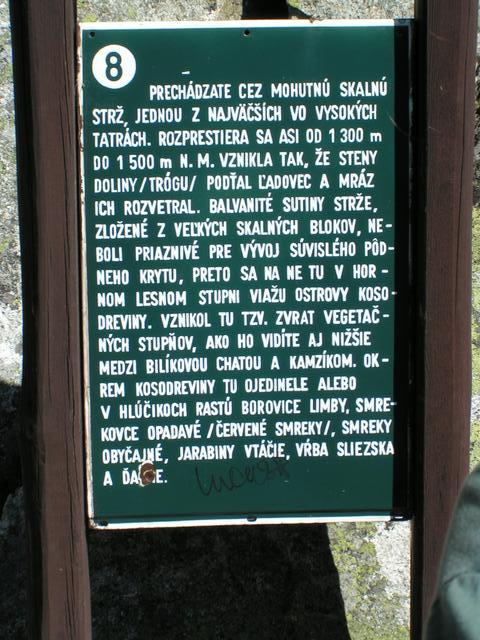 8
PRECHÁDZATE CEZ MOHUTNÚ SKALNÚ
STRŽ, JEDNOU Z NAJVÄČŠÍCH VO VYSOKÝCH
TATRÁCH. ROZPRESTIERA SA ASI OD 1 300 m
DO 1 500 m N. M. VZNIKLA TAK, ŽE STENY
DOLINY /TRÓGU/ PODŤAL ĽADOVEC A MRÁZ
ICH ROZVETRAL. BALVANITÉ SUTINY STRŽE,
ZLOŽENÉ Z VEĽKÝCH SKALNÝCH BLOKOV, NE-
BOLI PRIAZNIVÉ PRE VÝVOJ SÚVISLÉHO PÔD-
NEHO KRYTU, PRETO SA NA NE TU V HOR-
NOM LESNOM STUPNI VIAŽU OSTROVY KOSO-
DREVINY. VZNIKOL TU TZV. ZVRAT VEGETAČ-
NÝCH STUPŇOV, AKO HO VIDÍTE AJ NIŽŠIE
MEDZI BILÍKOVOU CHATOU A KAMZÍKOM. OK-
REM KOSODREVINY TU OJEDINELE ALEBO
V HLÚČIKOCH RASTÚ BOROVICE LIMBY, SMRE-
KOVCE OPADAVÉ /ČERVENÉ SMREKY/, SMREKY
OBYČAJNÉ, JARABINY VTÁČIE, VŔBA SLIEZSKA
A